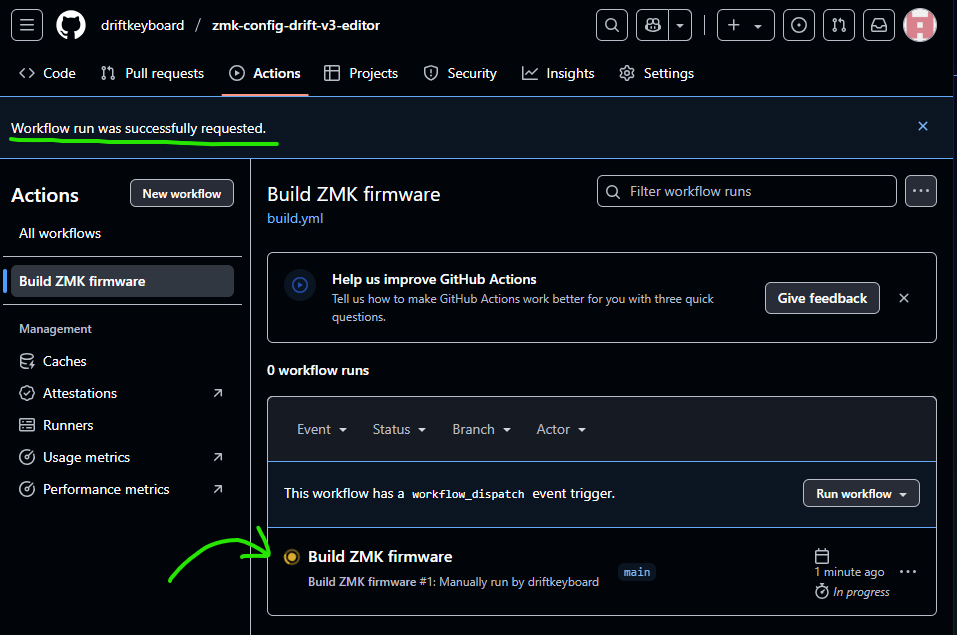 driftkeyboard / zmk-config-drift-v3-editor
Code Pull requests Actions Projects Security Insights Settings
Workflow run was successfully requested.
Actions
New workflow
All workflows
Build ZMK firmware
Management
Caches
Attestations
Runners
Usage metrics
Performance metrics
Build ZMK firmware
build.yml
Filter workflow runs
Help us improve GitHub Actions
Tell us how to make GitHub Actions work better for you with three quick
questions.
Give feedback
0 workflow runs
Event Status Branch Actor
This workflow has a workflow_dispatch event trigger.
Run workflow
Build ZMK firmware
Build ZMK firmware #1: Manually run by driftkeyboard
main
1 minute ago
In progress